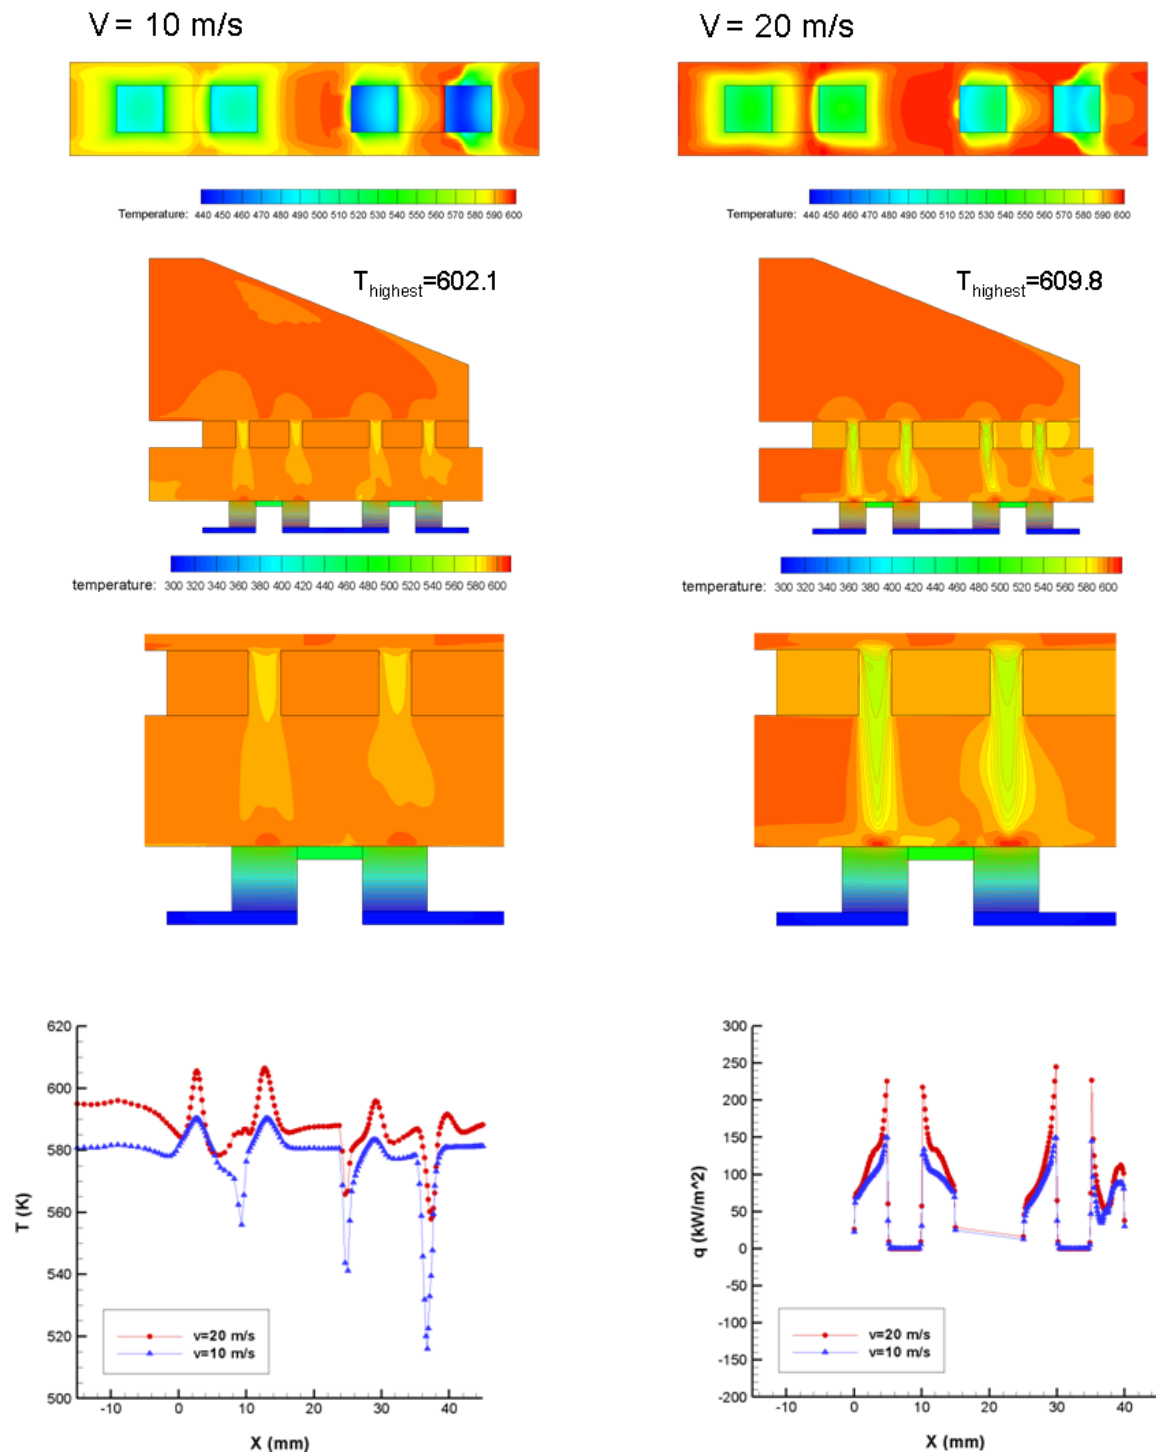 V = 10 m/s
V = 20 m/s
Temperature: 440 450 460 470 480 490 500 510 520 530 540 550 560 570 580 590 600
Temperature: 440 450 460 470 480 490 500 510 520 530 540 550 560 570 580 590 600
Thighest=602.1
Thighest=609.8
temperature: 300 320 340 360 380 400 420 440 460 480 500 520 540 560 580 600
temperature: 300 320 340 360 380 400 420 440 460 480 500 520 540 560 580 600
620
600
580
560
540
520
500
T (K)
-10 0 10 20 30 40
X (mm)
v=20 m/s
v=10 m/s
300
250
200
150
100
50
0
-50
-100
-150
-200
q (kW/m^2)
-10 0 10 20 30 40
X (mm)
v=20 m/s
v=10 m/s